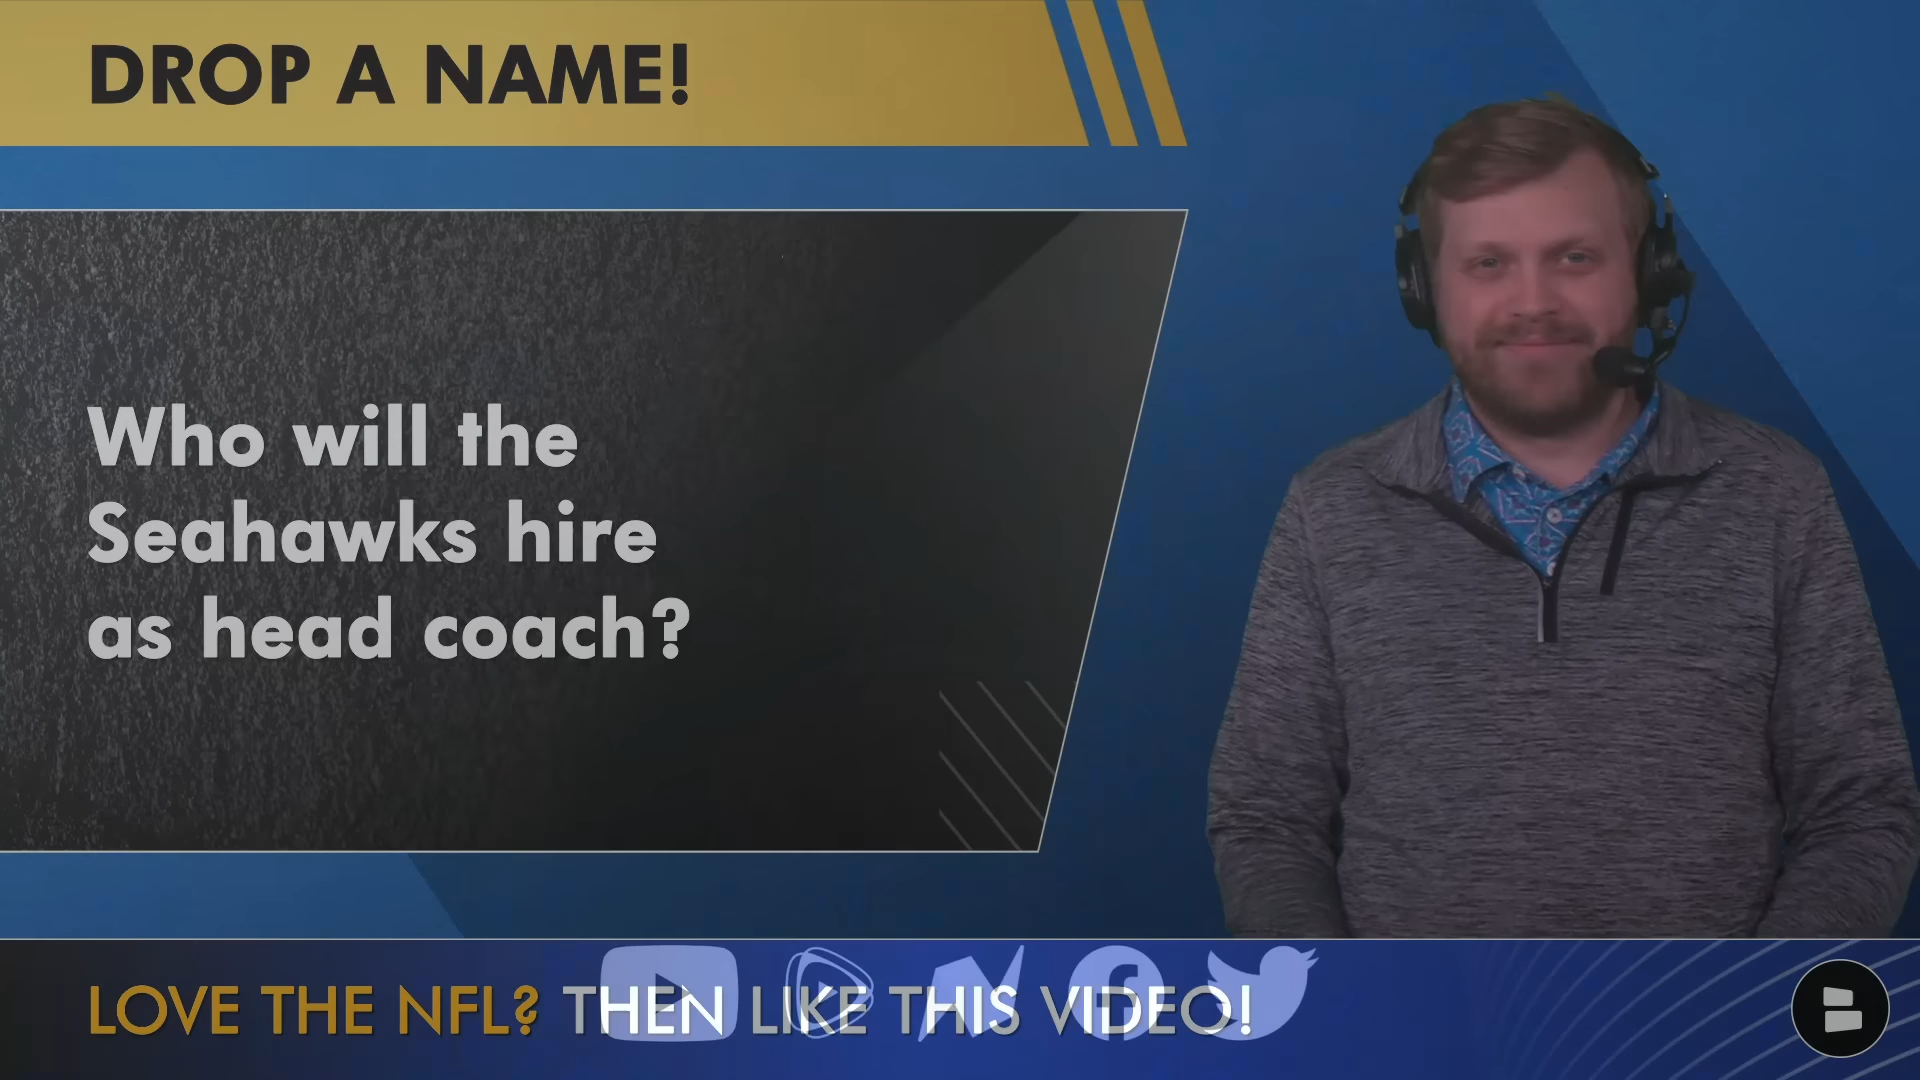 DROP A NAME!
Who will the
Seahawks hire
as head coach?
LOVE THE NFL? THEN LIKE THIS VIDEO!